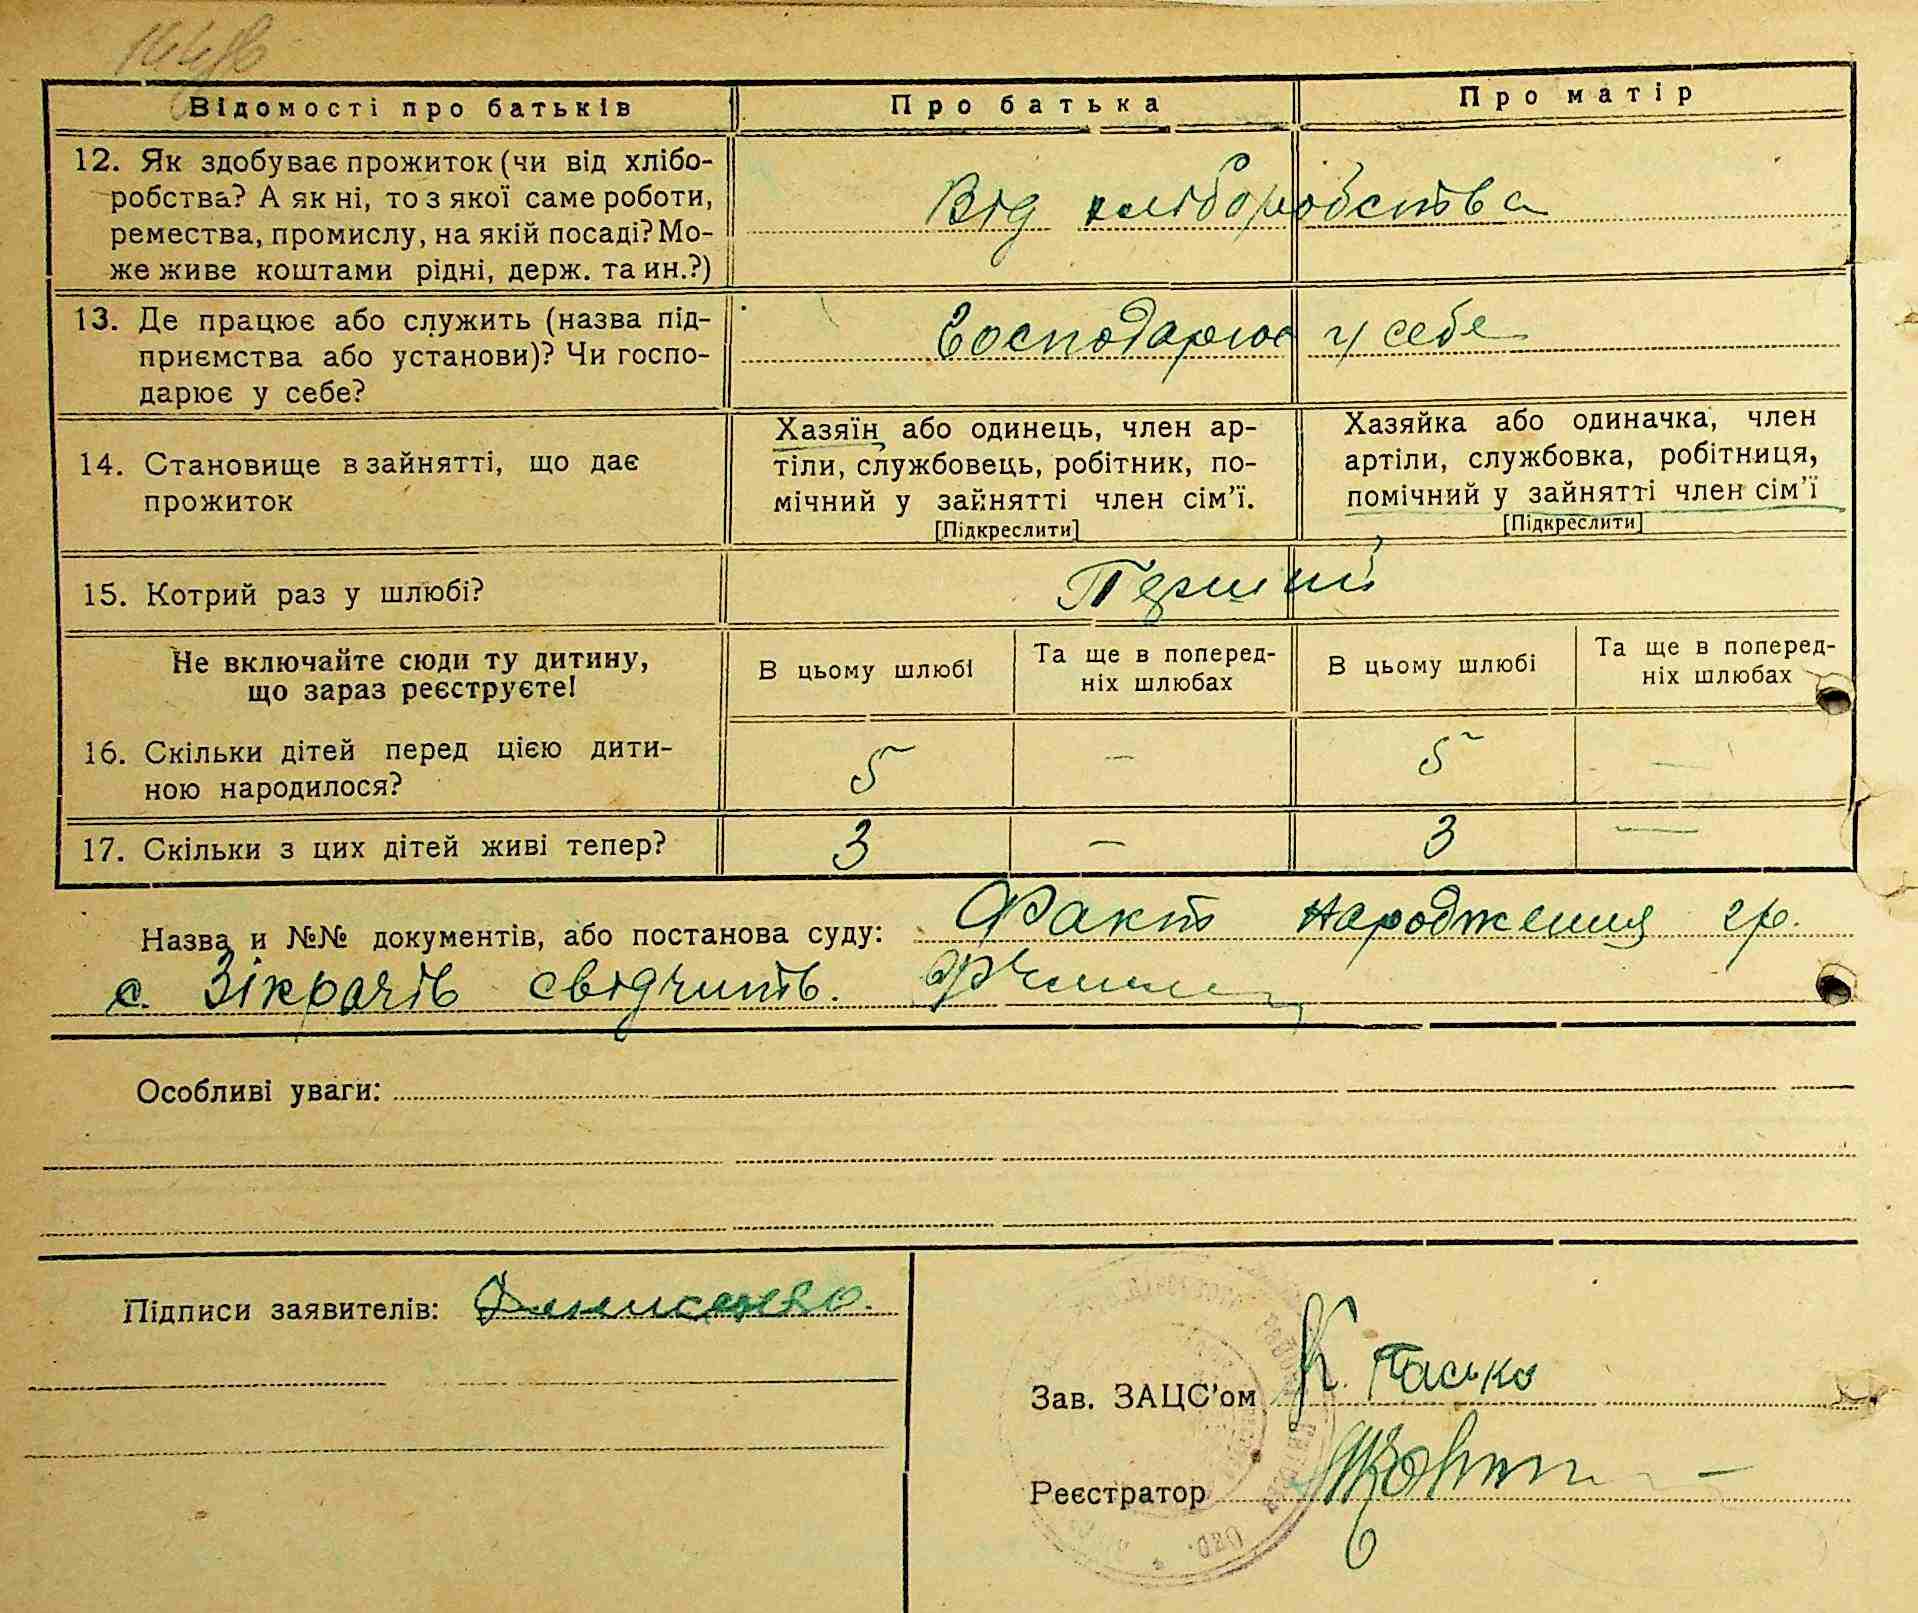 Відомості про батьків
Про батька
Про матір
12. Як здобуває прожиток (чи від хлібо-
робства? А як ні, то з якої саме роботи,
ремества, промислу, на якій посаді? Мо-
же живе коштами рідні, держ. та ин.?)
Від хліборобства
13. Де працює або служить (назва під-
приємства або установи)? Чи госпо-
дарює у себе?
Господарює у себе
14. Становище в зайнятті, що дає
прожиток
Хазяїн або одинець, член ар-
тіли, службовець, робітник, по-
мічний у зайнятті член сім'ї.
[Підкреслити]
Хазяйка або одиначка, член
артіли, службовка, робітниця,
помічний у зайнятті член сім'ї
[Підкреслити]
15. Котрий раз у шлюбі?
Перший
Не включайте сюди ту дитину,
що зараз реєструєте!
В цьому шлюбі
Та ще в поперед-
ніх шлюбах
В цьому шлюбі
Та ще в поперед-
ніх шлюбах
16. Скільки дітей перед цією дити-
ною народилося?
5 – 5 –
17. Скільки з цих дітей живі тепер?
3 – 3 –
Назва и №№ документів, або постанова суду: Факт народження гр.
с. Зікрачів свідчить.
Особливі уваги:
Підписи заявителів:
Зав. ЗАЦС'ом
Реєстратор